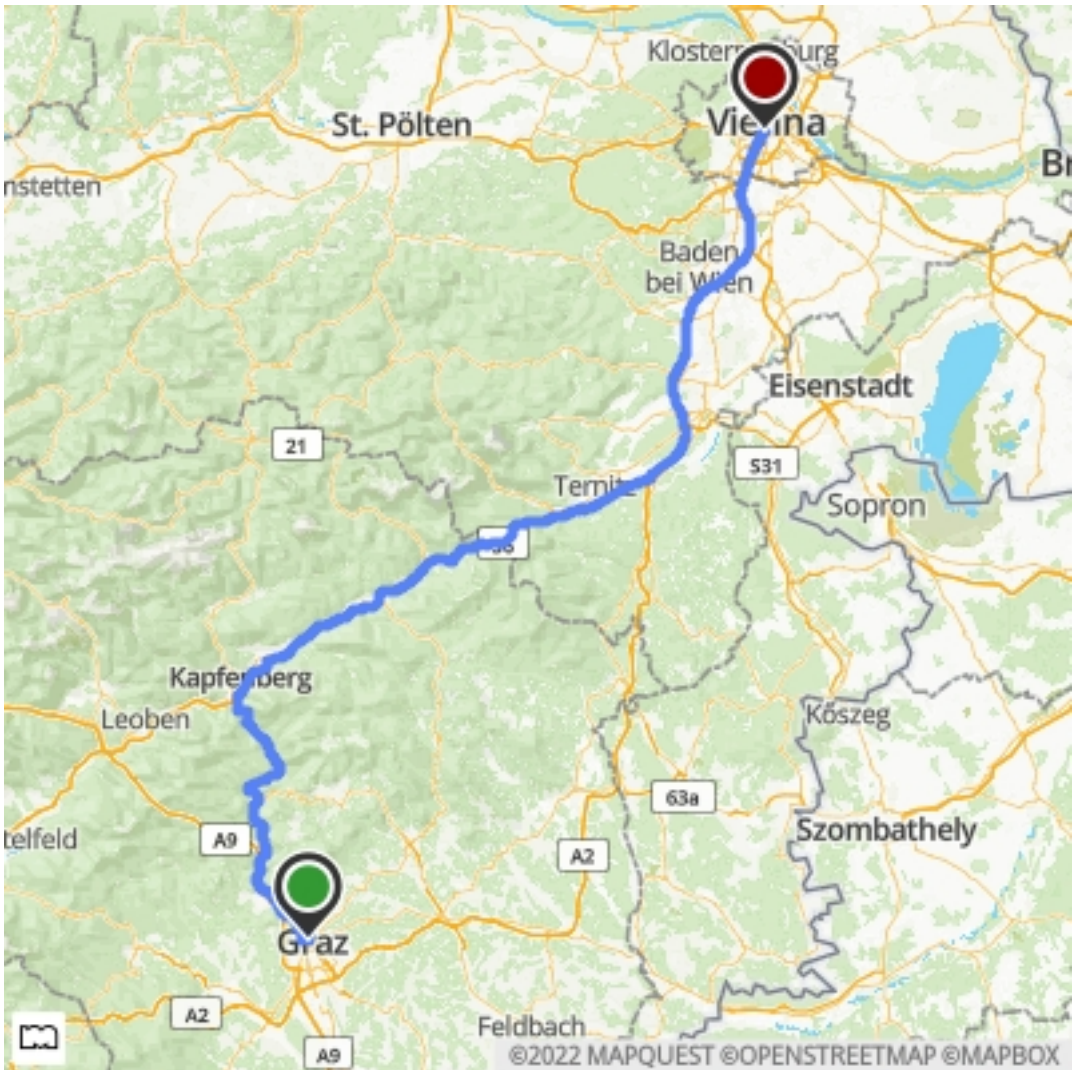 Klosterneuburg
Vienna
St. Pölten
nstetten
Br
Baden
bei Wien
Eisenstadt
21
S31
Ternitz
Sopron
S6
Kapfenberg
Leoben
Kőszeg
63a
A9
telfeld
Szombathely
A2
Graz
A2
Feldbach
A9
©2022 MAPQUEST ©OPENSTREETMAP ©MAPBOX